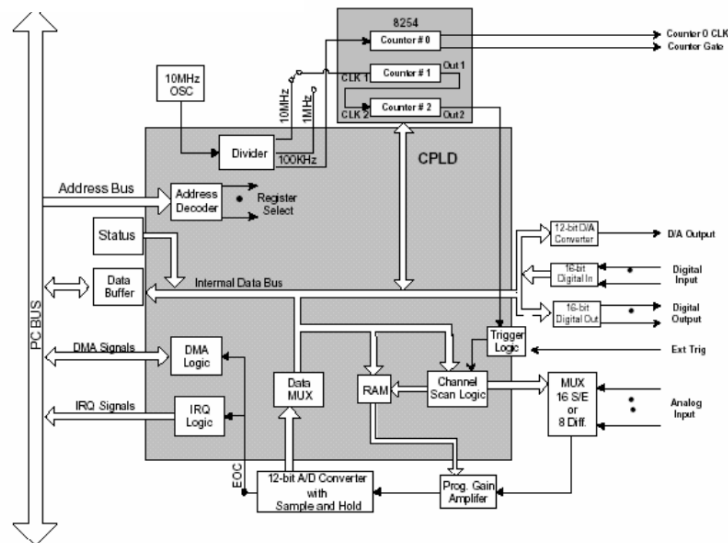 8254
Counter # 0
Counter 0 CLK
Counter Gate
Out 1
CLK 1
Counter # 1
CLK 2
Counter # 2
Out2
10MHz
OSC
10MHz
1MHz
100KHz
Divider
CPLD
Address Bus
Address
Decoder
Register
Select
Status
12-bit D/A
Converter
D/A Output
16-bit
Digital In
Digital
Input
Data
Buffer
Internal Data Bus
16-bit
Digital Out
Digital
Output
PC BUS
DMA Signals
DMA
Logic
Trigger
Logic
Ext Trig
Data
MUX
RAM
Channel
Scan Logic
MUX
16 S/E
or
8 Diff.
Analog
Input
IRQ Signals
IRQ
Logic
EOC
12-bit A/D Converter
with
Sample and Hold
Prog. Gain
Amplifer